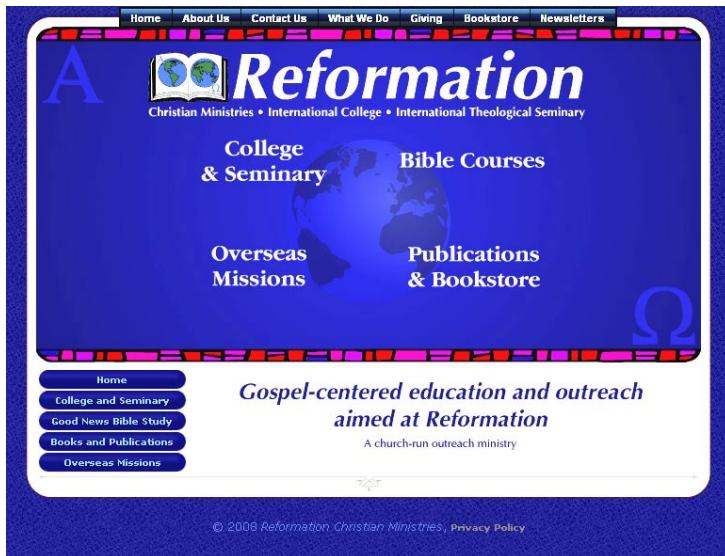 Home About Us Contact Us What We Do Giving Bookstore Newsletters
Α
Reformation
Christian Ministries • International College • International Theological Seminary
College
& Seminary
Bible Courses
Overseas
Missions
Publications
& Bookstore
Ω
Home
College and Seminary
Good News Bible Study
Books and Publications
Overseas Missions
Gospel-centered education and outreach
aimed at Reformation
A church-run outreach ministry
© 2008 Reformation Christian Ministries, Privacy Policy